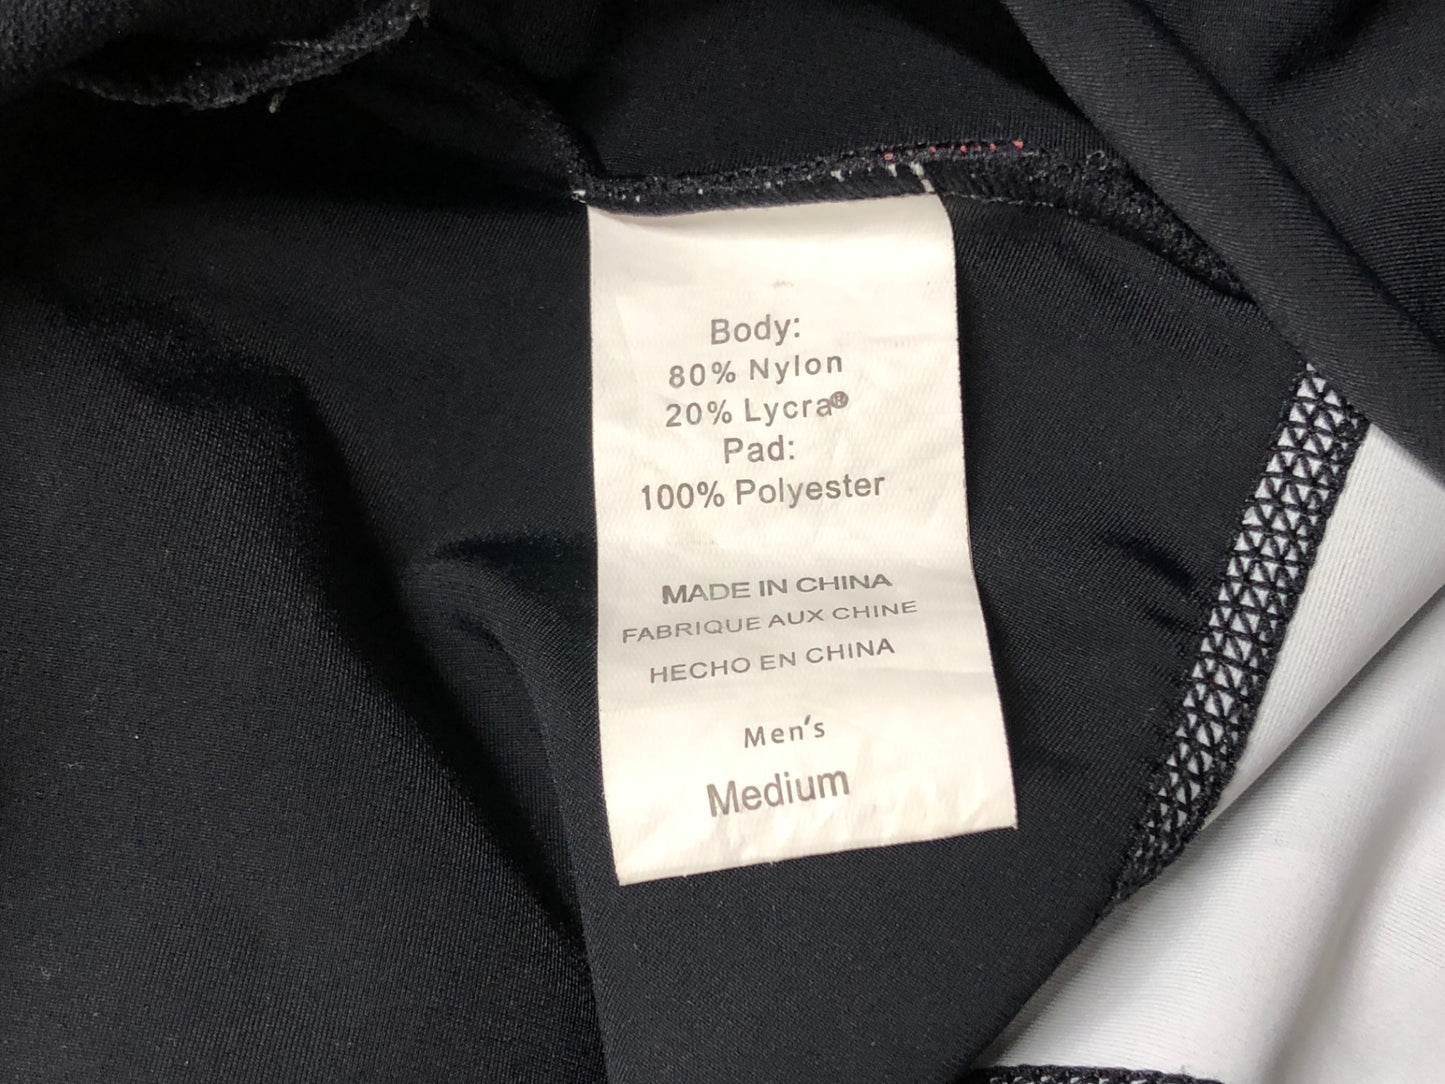 Body:
80% Nylon
20% Lycra®
Pad:
100% Polyester
MADE IN CHINA
FABRIQUE AUX CHINE
HECHO EN CHINA
Men's
Medium